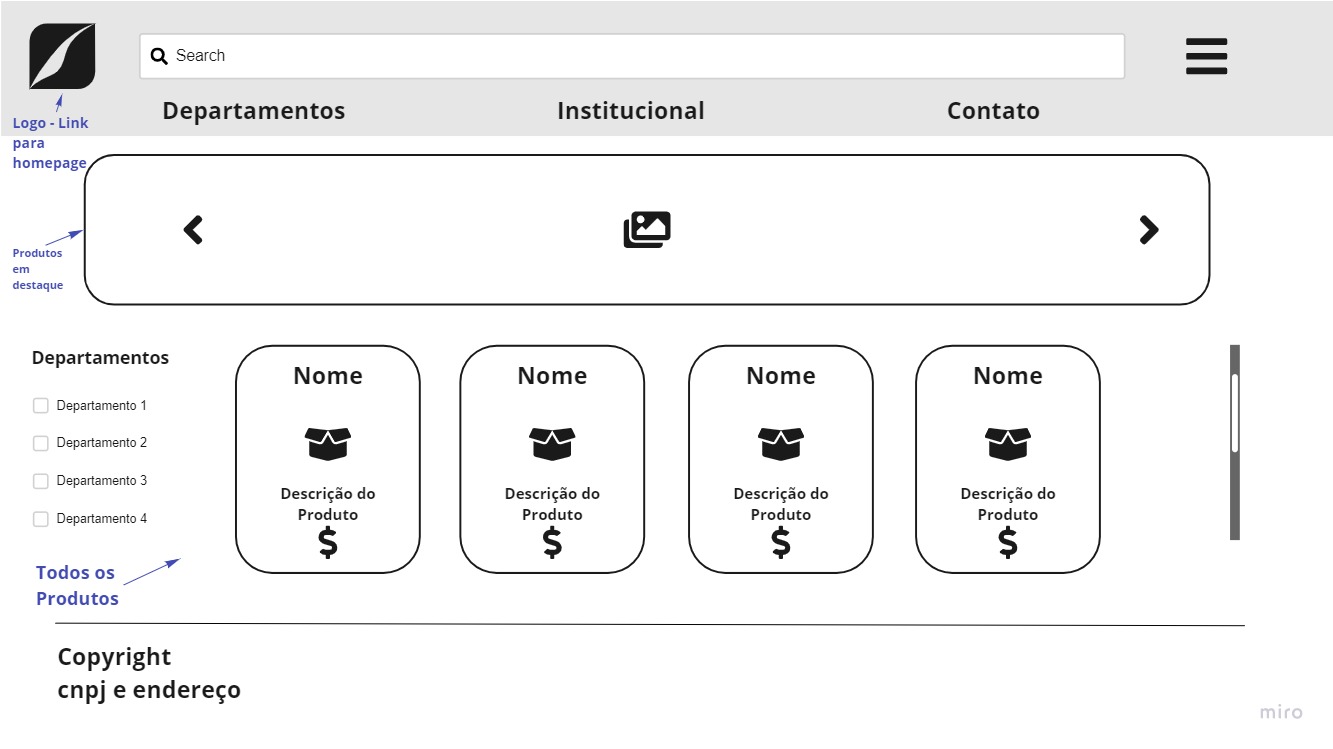 Search
Departamentos
Institucional
Contato
Logo - Link
para
homepage
Produtos
em
destaque
Departamentos
Departamento 1
Departamento 2
Departamento 3
Departamento 4
Nome
Descrição do
Produto
Nome
Descrição do
Produto
Nome
Descrição do
Produto
Nome
Descrição do
Produto
Todos os
Produtos
Copyright
cnpj e endereço
miro